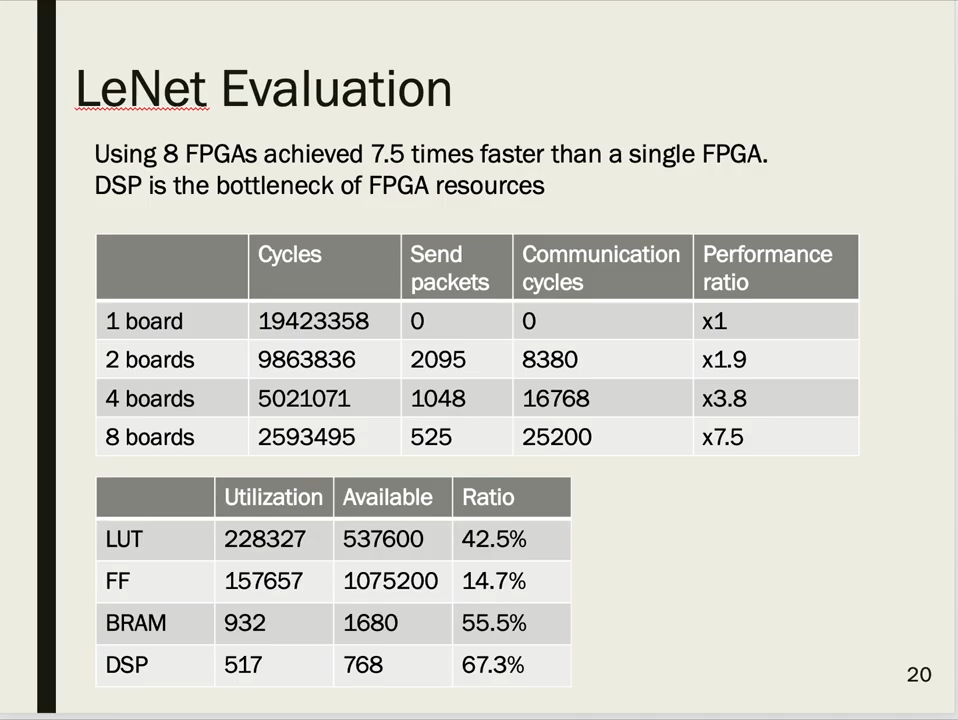 LeNet Evaluation
Using 8 FPGAs achieved 7.5 times faster than a single FPGA.
DSP is the bottleneck of FPGA resources
Cycles Send packets Communication cycles Performance ratio
1 board 19423358 0 0 x1
2 boards 9863836 2095 8380 x1.9
4 boards 5021071 1048 16768 x3.8
8 boards 2593495 525 25200 x7.5
Utilization Available Ratio
LUT 228327 537600 42.5%
FF 157657 1075200 14.7%
BRAM 932 1680 55.5%
DSP 517 768 67.3%
20